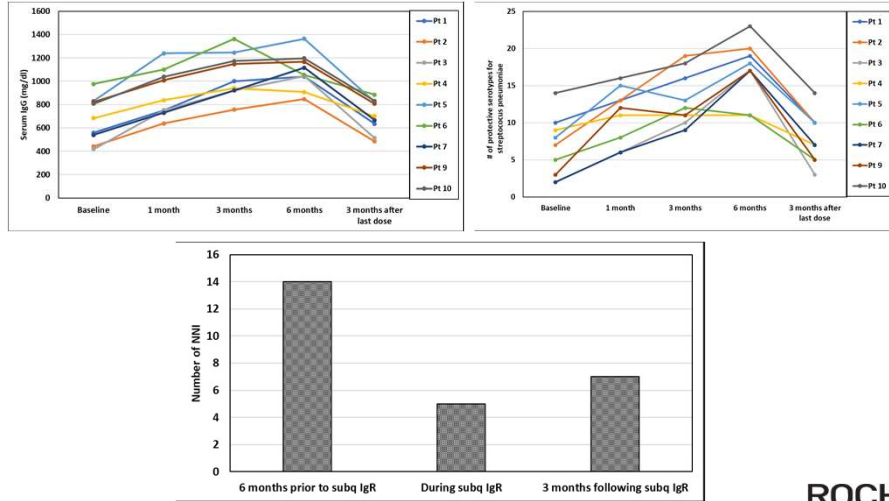 Serum IgG (mg/dl)
1600
1400
1200
1000
800
600
400
200
0
Baseline
1 month
3 months
6 months
3 months after
last dose
Pt 1
Pt 2
Pt 3
Pt 4
Pt 5
Pt 6
Pt 7
Pt 9
Pt 10
# of protective serotypes for
streptococus pneumoniae
25
20
15
10
5
0
Baseline
1 month
3 months
6 months
3 months after
last dose
Pt 1
Pt 2
Pt 3
Pt 4
Pt 5
Pt 6
Pt 7
Pt 9
Pt 10
Number of NNI
16
14
12
10
8
6
4
2
0
6 months prior to subq IgR
During subq IgR
3 months following subq IgR
ROCH